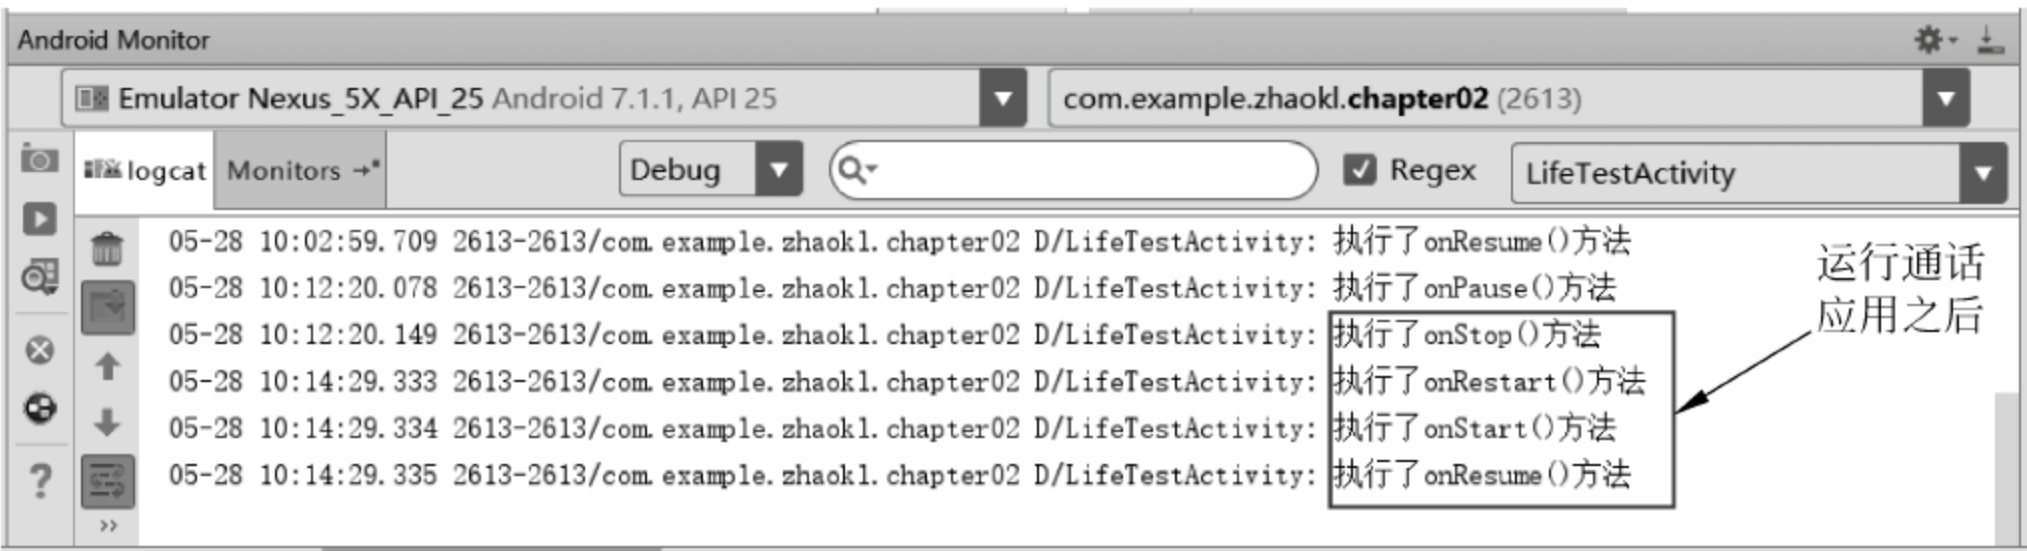 Android Monitor
Emulator Nexus_5X_API_25 Android 7.1.1, API 25
com.example.zhaokl.chapter02 (2613)
logcat
Monitors
Debug
Regex
LifeTestActivity
05-28 10:02:59.709 2613-2613/com.example.zhaokl.chapter02 D/LifeTestActivity: 执行了onResume()方法
05-28 10:12:20.078 2613-2613/com.example.zhaokl.chapter02 D/LifeTestActivity: 执行了onPause()方法
05-28 10:12:20.149 2613-2613/com.example.zhaokl.chapter02 D/LifeTestActivity: 执行了onStop()方法
05-28 10:14:29.333 2613-2613/com.example.zhaokl.chapter02 D/LifeTestActivity: 执行了onRestart()方法
05-28 10:14:29.334 2613-2613/com.example.zhaokl.chapter02 D/LifeTestActivity: 执行了onStart()方法
05-28 10:14:29.335 2613-2613/com.example.zhaokl.chapter02 D/LifeTestActivity: 执行了onResume()方法
运行通话
应用之后